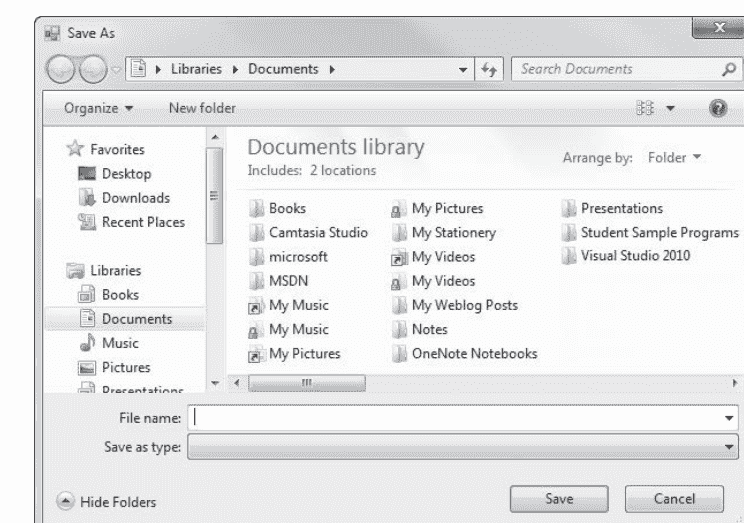 Save As
Libraries Documents
Search Documents
Organize New folder
Favorites
Desktop
Downloads
Recent Places
Libraries
Books
Documents
Music
Pictures
Presentations
Documents library
Includes: 2 locations
Arrange by: Folder
Books
Camtasia Studio
microsoft
MSDN
My Music
My Music
My Pictures
My Pictures
My Stationery
My Videos
My Videos
My Weblog Posts
Notes
OneNote Notebooks
Presentations
Student Sample Programs
Visual Studio 2010
File name:
Save as type:
Hide Folders
Save
Cancel